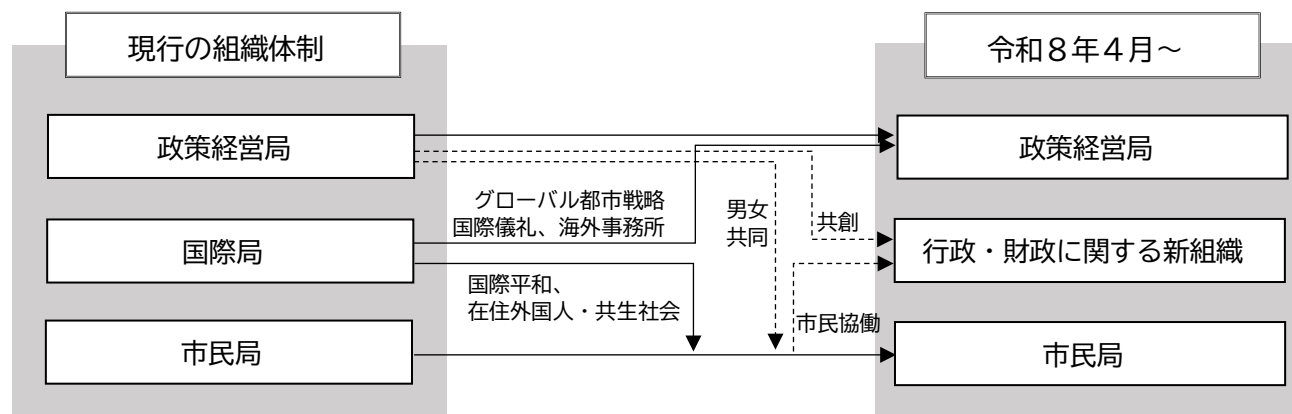 現行の組織体制
令和８年４月～
政策経営局
政策経営局
グローバル都市戦略
国際儀礼、海外事務所
男女
共同
共創
国際局
行政・財政に関する新組織
国際平和、
在住外国人・共生社会
市民協働
市民局
市民局